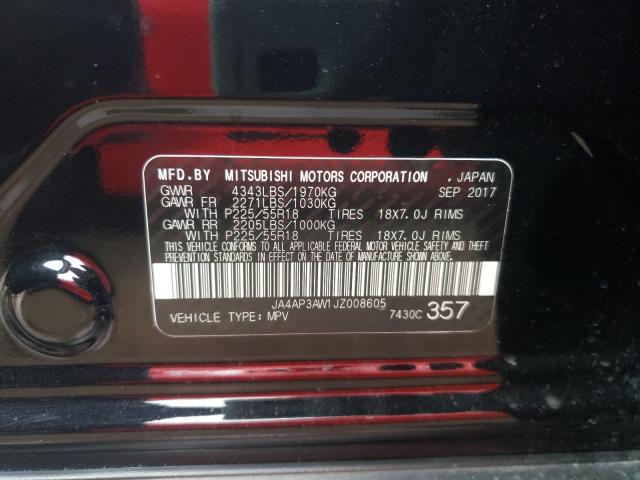 MFD.BY MITSUBISHI MOTORS CORPORATION . JAPAN
GVWR 4343LBS/1970KG SEP 2017
GAWR FR 2271LBS/1030KG
WITH P225/55R18 TIRES 18X7.0J RIMS
GAWR RR 2205LBS/1000KG
WITH P225/55R18 TIRES 18X7.0J RIMS
THIS VEHICLE CONFORMS TO ALL APPLICABLE FEDERAL MOTOR VEHICLE SAFETY AND THEFT
PREVENTION STANDARDS IN EFFECT ON THE DATE OF MANUFACTURE SHOWN ABOVE.
JA4AP3AW1JZ008605
VEHICLE TYPE: MPV 7430C 357